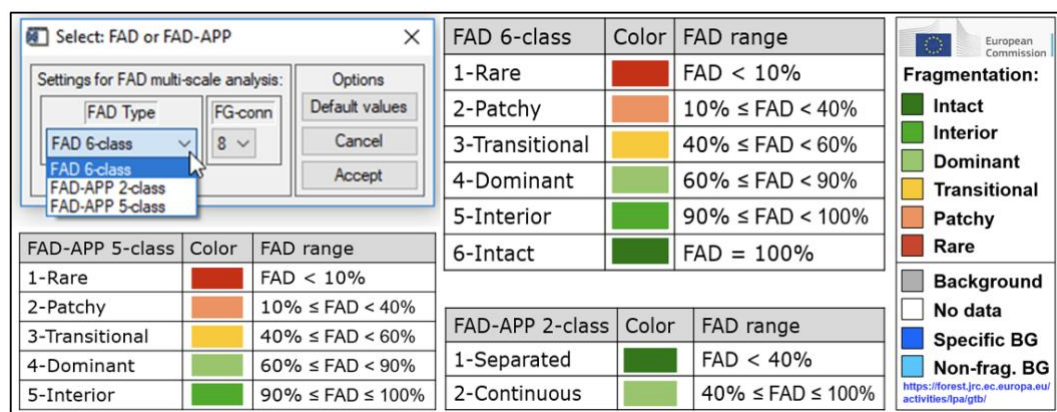 Select: FAD or FAD-APP
Settings for FAD multi-scale analysis:
FAD Type
FG-conn
FAD 6-class
8
FAD 6-class
FAD-APP 2-class
FAD-APP 5-class
Options
Default values
Cancel
Accept
FAD-APP 5-class Color FAD range
1-Rare FAD < 10%
2-Patchy 10% ≤ FAD < 40%
3-Transitional 40% ≤ FAD < 60%
4-Dominant 60% ≤ FAD < 90%
5-Interior 90% ≤ FAD ≤ 100%
FAD 6-class Color FAD range
1-Rare FAD < 10%
2-Patchy 10% ≤ FAD < 40%
3-Transitional 40% ≤ FAD < 60%
4-Dominant 60% ≤ FAD < 90%
5-Interior 90% ≤ FAD < 100%
6-Intact FAD = 100%
FAD-APP 2-class Color FAD range
1-Separated FAD < 40%
2-Continuous 40% ≤ FAD ≤ 100%
European
Commission
Fragmentation:
Intact
Interior
Dominant
Transitional
Patchy
Rare
Background
No data
Specific BG
Non-frag. BG
https://forest.jrc.ec.europa.eu/
activities/lpa/gtb/